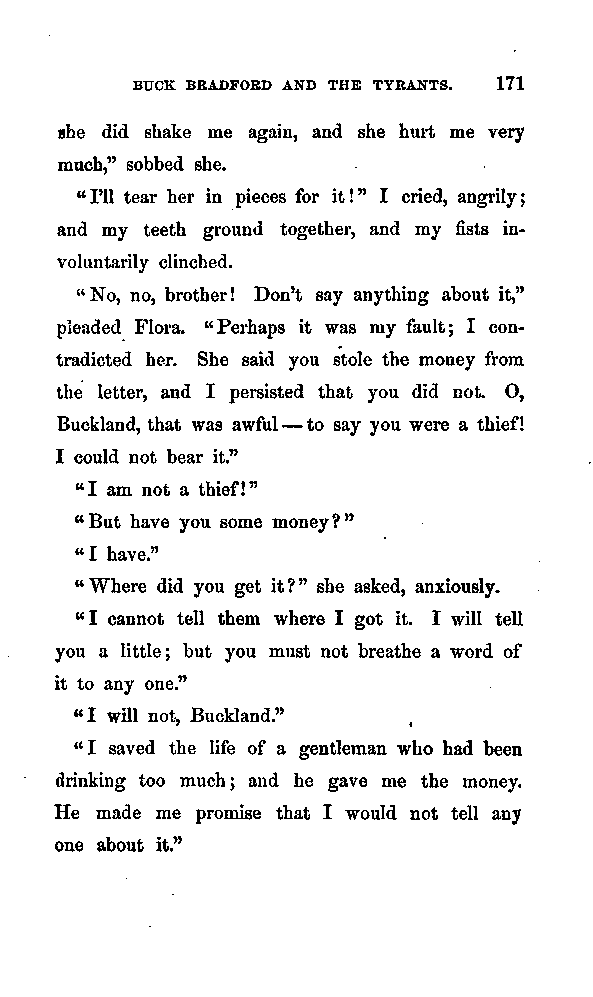 BUCK BRADFORD AND THE TYRANTS. 171
she did shake me again, and she hurt me very
much,” sobbed she.
“I’ll tear her in pieces for it!” I cried, angrily;
and my teeth ground together, and my fists in-
voluntarily clinched.
“No, no, brother! Don’t say anything about it,”
pleaded Flora. “Perhaps it was my fault; I con-
tradicted her. She said you stole the money from
the letter, and I persisted that you did not. O,
Buckland, that was awful — to say you were a thief!
I could not bear it.”
“I am not a thief!”
“But have you some money?”
“I have.”
“Where did you get it?” she asked, anxiously.
“I cannot tell them where I got it. I will tell
you a little; but you must not breathe a word of
it to any one.”
“I will not, Buckland.”
“I saved the life of a gentleman who had been
drinking too much; and he gave me the money.
He made me promise that I would not tell any
one about it.”